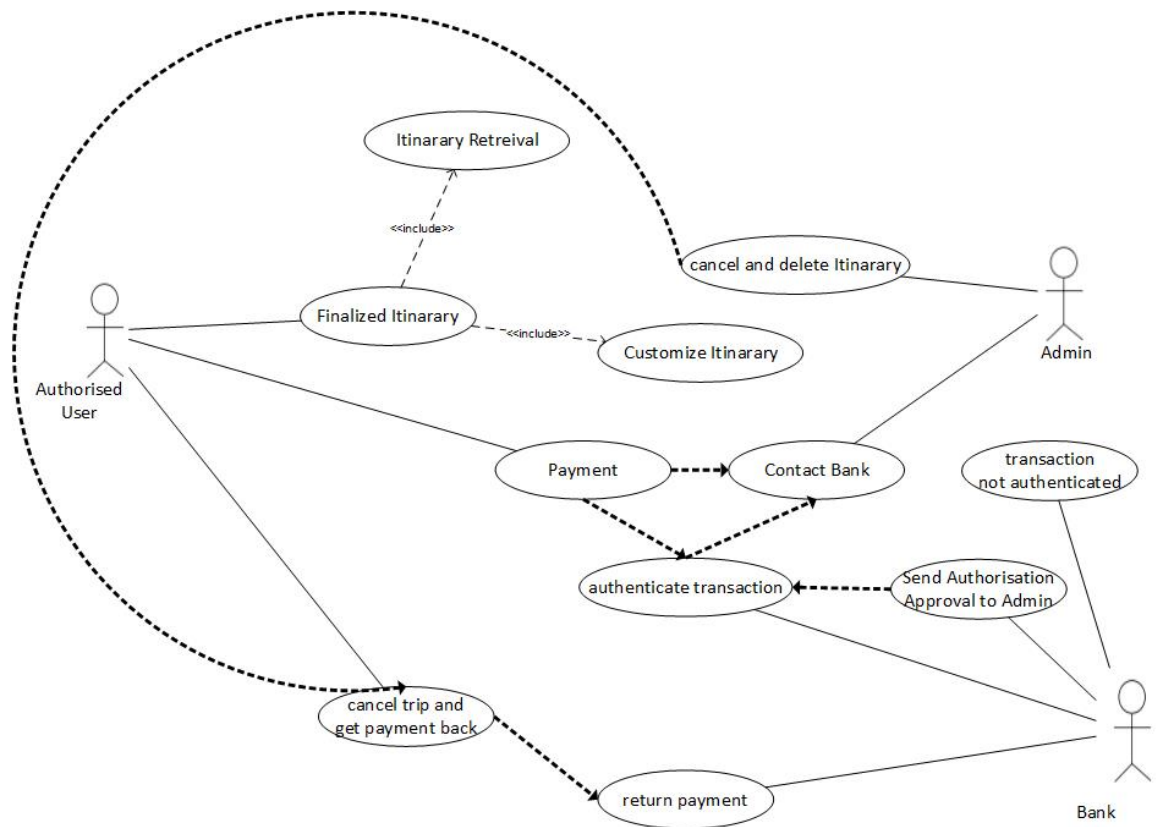 Itinarary Retreival
<<include>>
cancel and delete Itinarary
Finalized Itinarary
<<include>>
Customize Itinarary
Admin
Authorised
User
Payment
Contact Bank
transaction
not authenticated
authenticate transaction
Send Authorisation
Approval to Admin
cancel trip and
get payment back
return payment
Bank